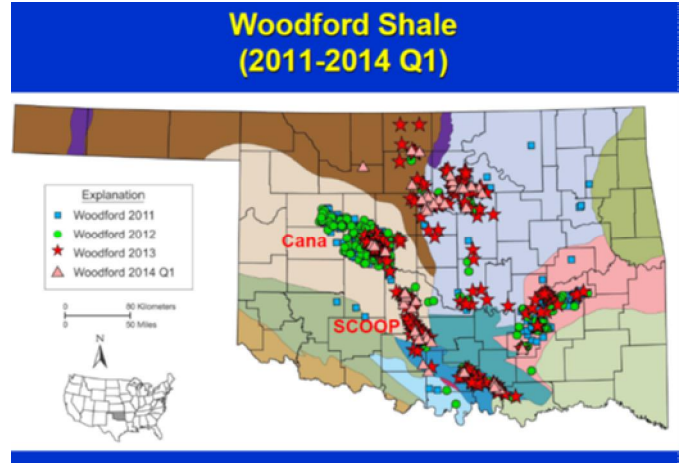 Woodford Shale
(2011-2014 Q1)
Explanation
Woodford 2011
Woodford 2012
Woodford 2013
Woodford 2014 Q1
Cana
SCOOP
0 80 Kilometers
0 50 Miles
N